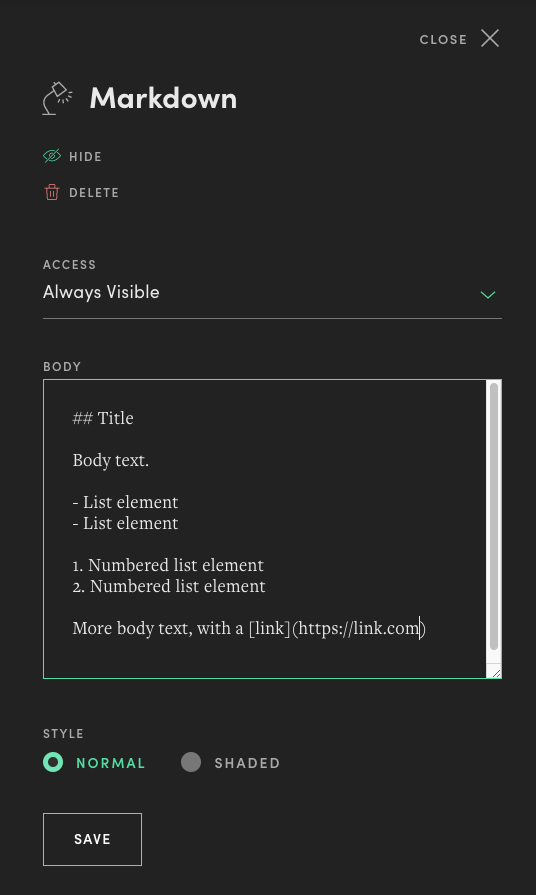 CLOSE
Markdown
HIDE
DELETE
ACCESS
Always Visible
BODY
## Title
Body text.
- List element
- List element
1. Numbered list element
2. Numbered list element
More body text, with a [link](https://link.com)
STYLE
NORMAL SHADED
SAVE